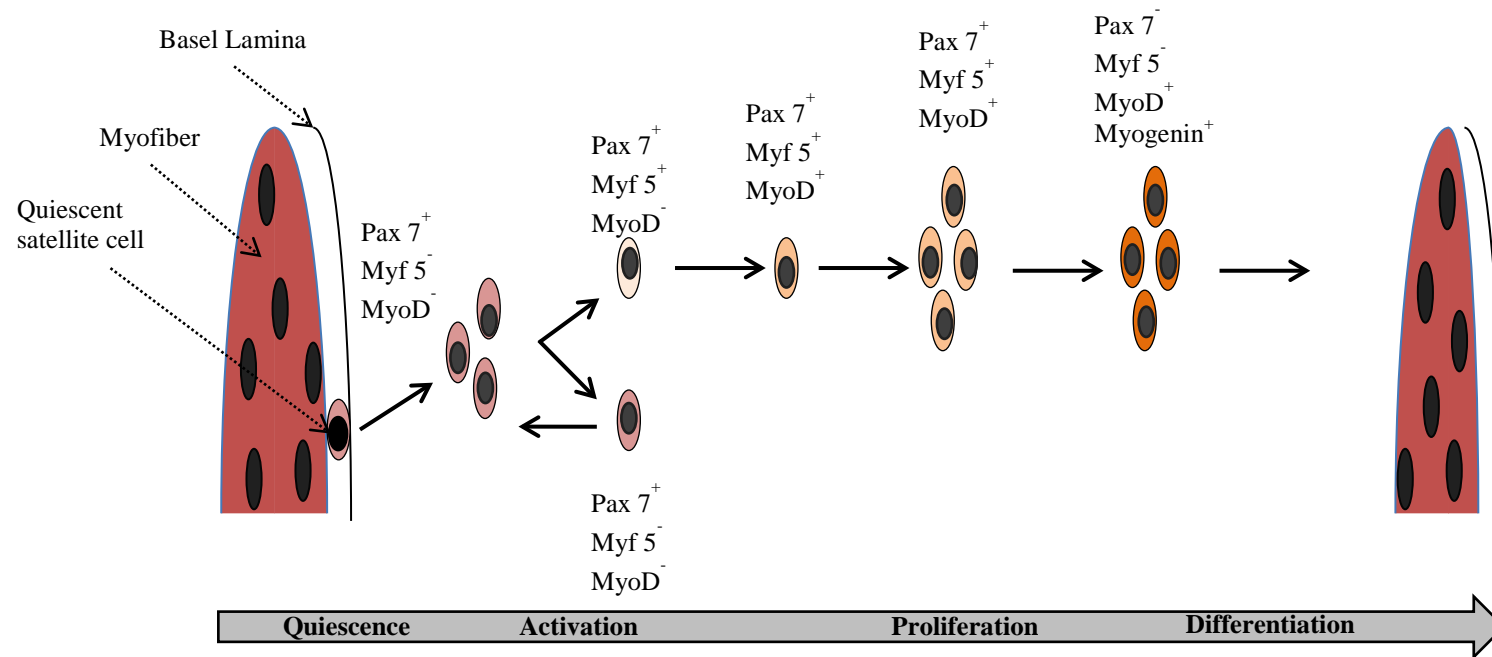 Basel Lamina
Myofiber
Quiescent
satellite cell
Pax 7⁺
Myf 5⁻
MyoD⁻
Pax 7⁺
Myf 5⁺
MyoD⁻
Pax 7⁺
Myf 5⁻
MyoD⁻
Pax 7⁺
Myf 5⁺
MyoD⁺
Pax 7⁺
Myf 5⁺
MyoD⁺
Pax 7⁻
Myf 5⁻
MyoD⁺
Myogenin⁺
Quiescence Activation Proliferation Differentiation